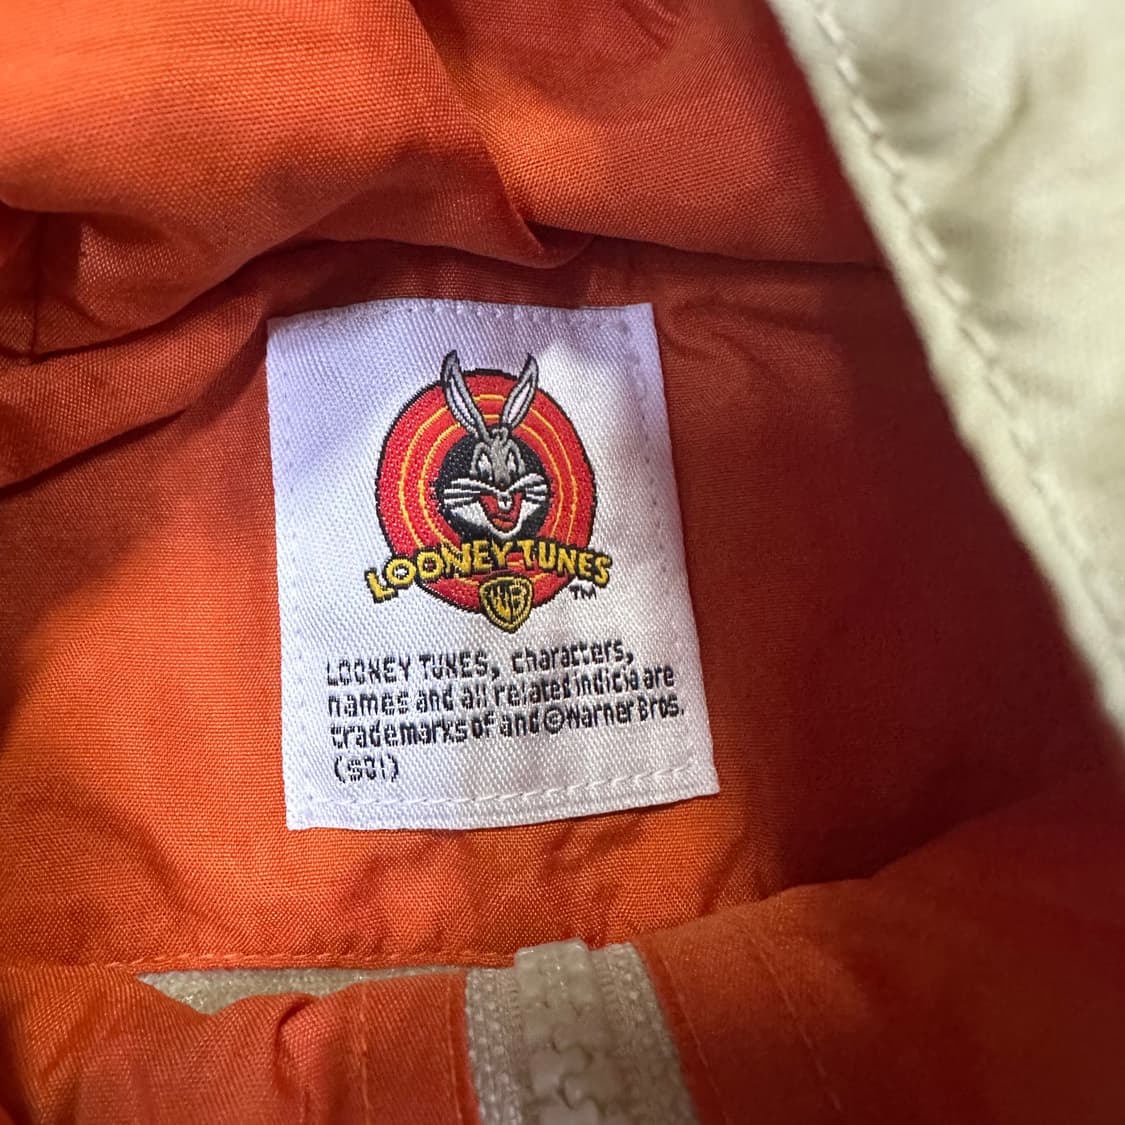 LOONEY TUNES
WB
TM
LOONEY TUNES, characters,
names and all related indicia are
trademarks of and © Warner Bros.
(s01)